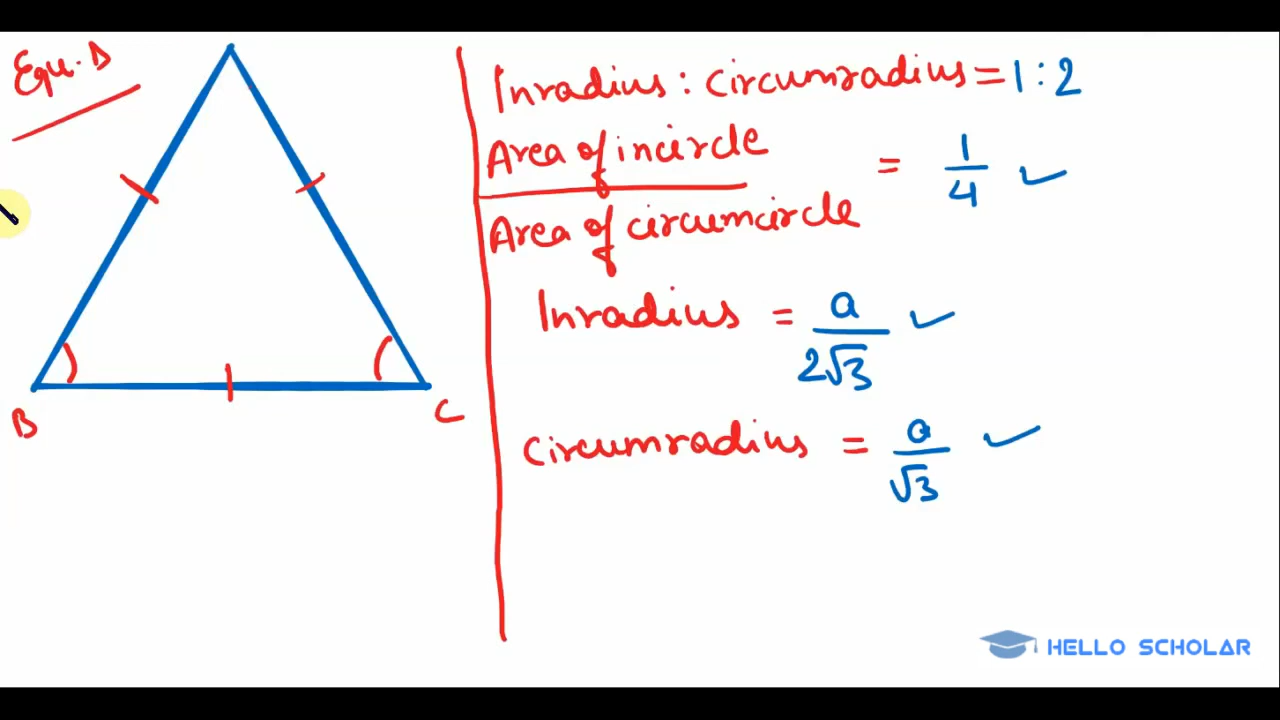 Equ. Δ
B
C
Inradius : circumradius = 1 : 2
Area of incircle
Area of circumcircle
= 1/4 ✓
Inradius = a/2√3 ✓
circumradius = a/√3 ✓
HELLO SCHOLAR